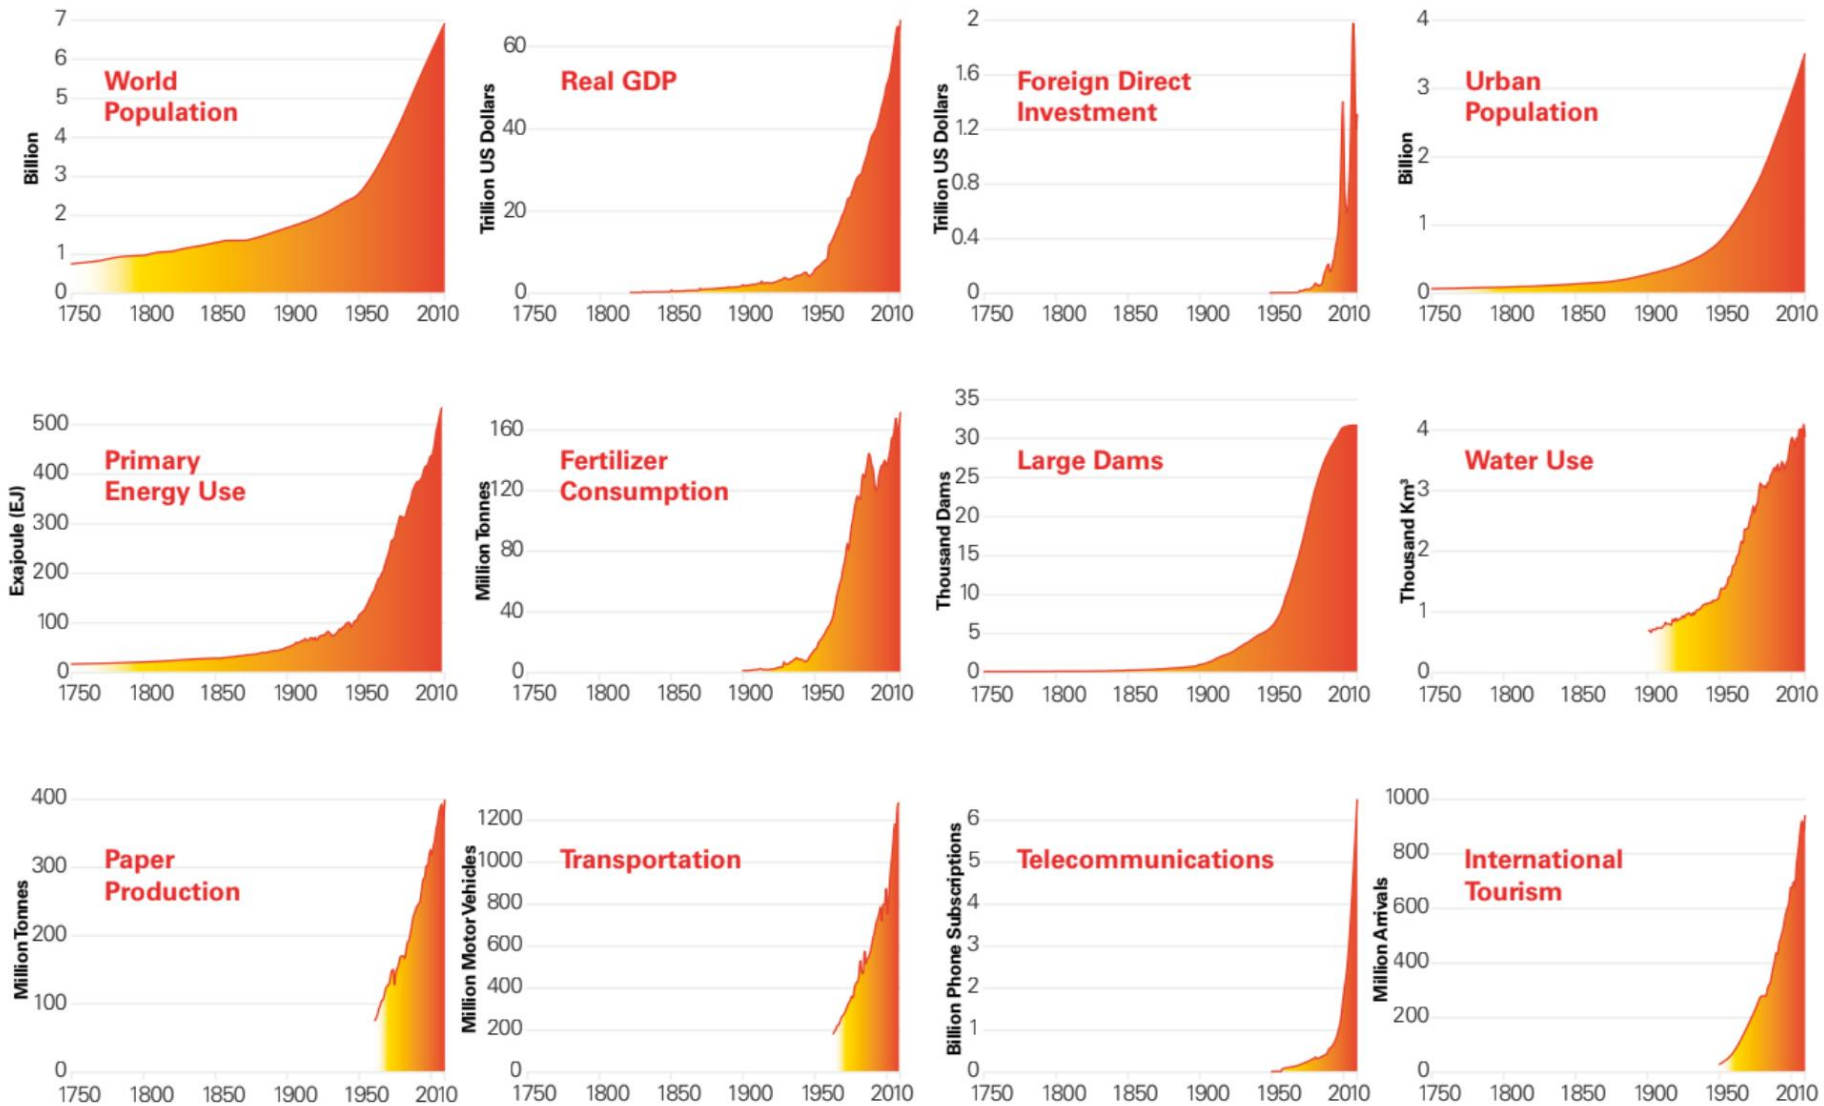 7
6
5
4
3
2
1
0
Billion
World
Population
1750 1800 1850 1900 1950 2010
60
40
20
0
Trillion US Dollars
Real GDP
1750 1800 1850 1900 1950 2010
2
1.6
1.2
0.8
0.4
0
Trillion US Dollars
Foreign Direct
Investment
1750 1800 1850 1900 1950 2010
4
3
2
1
0
Billion
Urban
Population
1750 1800 1850 1900 1950 2010
500
400
300
200
100
0
Exajoule (EJ)
Primary
Energy Use
1750 1800 1850 1900 1950 2010
160
120
80
40
0
Million Tonnes
Fertilizer
Consumption
1750 1800 1850 1900 1950 2010
35
30
25
20
15
10
5
0
Thousand Dams
Large Dams
1750 1800 1850 1900 1950 2010
4
3
2
1
0
Thousand Km³
Water Use
1750 1800 1850 1900 1950 2010
400
300
200
100
0
Million Tonnes
Paper
Production
1750 1800 1850 1900 1950 2010
1200
1000
800
600
400
200
0
Million Motor Vehicles
Transportation
1750 1800 1850 1900 1950 2010
6
5
4
3
2
1
0
Billion Phone Subscriptions
Telecommunications
1750 1800 1850 1900 1950 2010
1000
800
600
400
200
0
Million Arrivals
International
Tourism
1750 1800 1850 1900 1950 2010